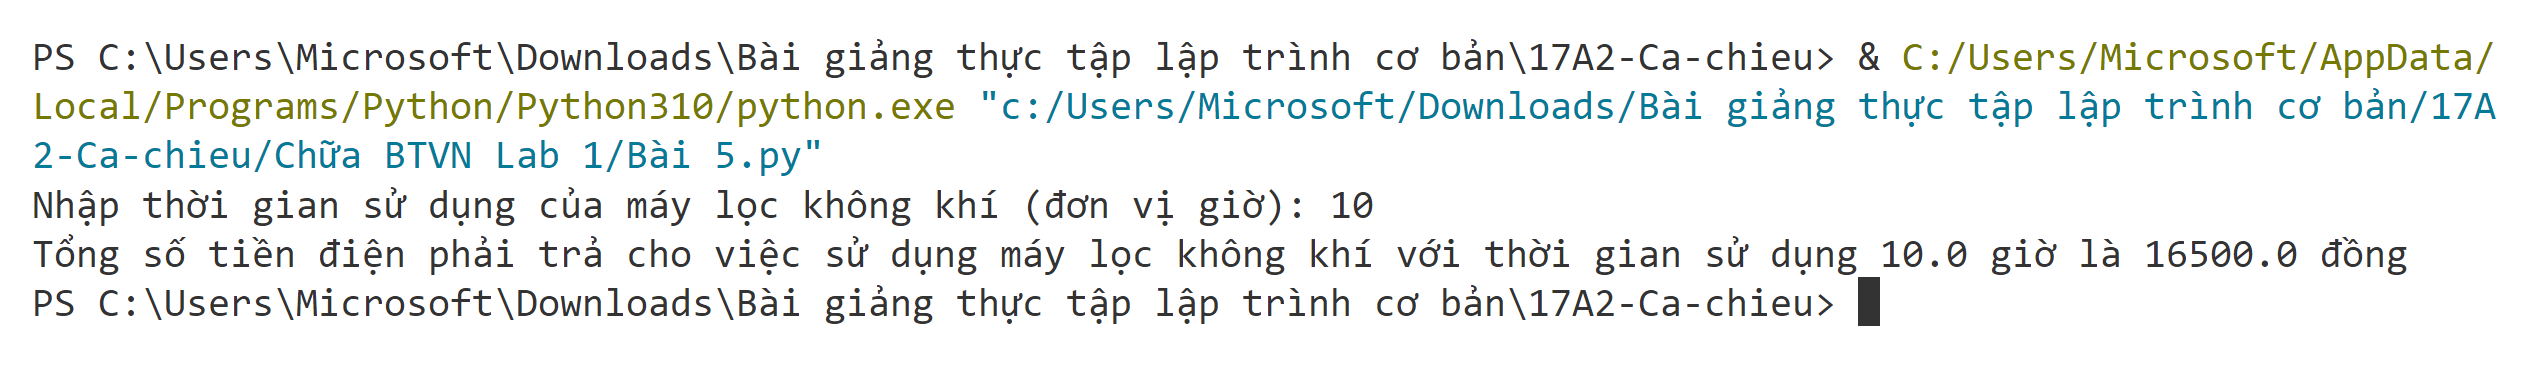 PS C:\Users\Microsoft\Downloads\Bài giảng thực tập lập trình cơ bản\17A2-Ca-chieu> & C:/Users/Microsoft/AppData/
Local/Programs/Python/Python310/python.exe "c:/Users/Microsoft/Downloads/Bài giảng thực tập lập trình cơ bản/17A
2-Ca-chieu/Chữa BTVN Lab 1/Bài 5.py"
Nhập thời gian sử dụng của máy lọc không khí (đơn vị giờ): 10
Tổng số tiền điện phải trả cho việc sử dụng máy lọc không khí với thời gian sử dụng 10.0 giờ là 16500.0 đồng
PS C:\Users\Microsoft\Downloads\Bài giảng thực tập lập trình cơ bản\17A2-Ca-chieu>